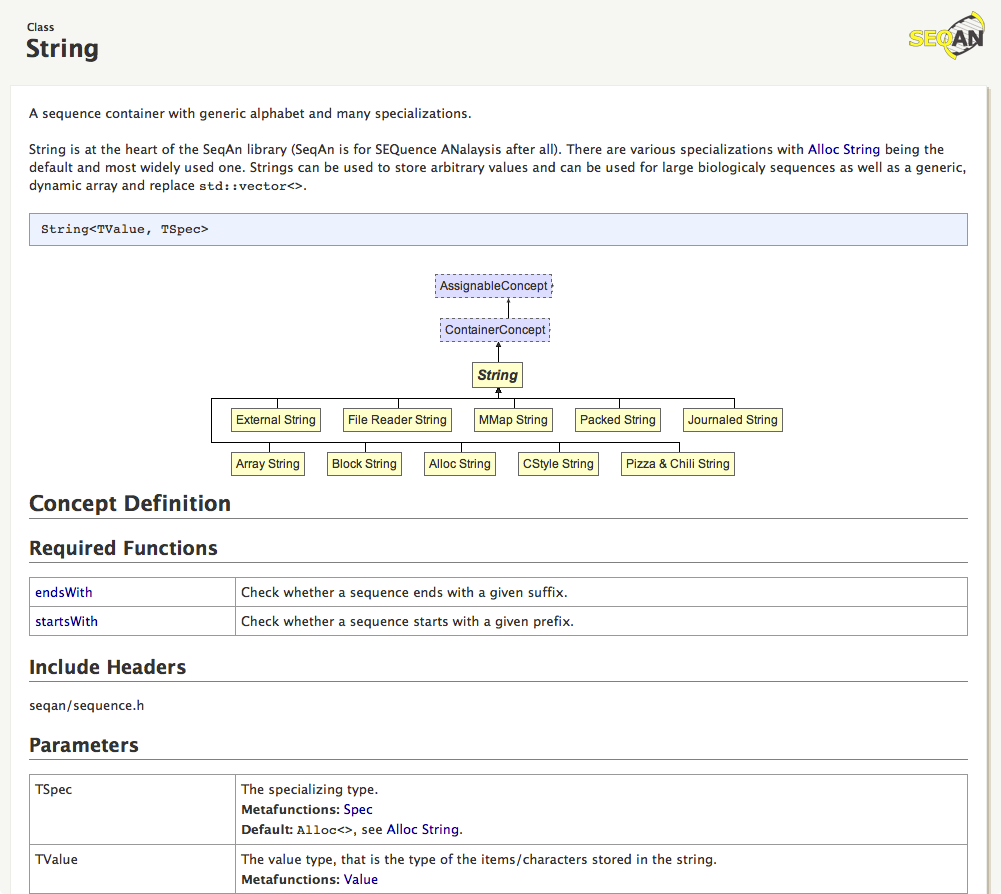 Class
String
SEQAN
A sequence container with generic alphabet and many specializations.
String is at the heart of the SeqAn library (SeqAn is for SEQuence ANalaysis after all). There are various specializations with Alloc String being the
default and most widely used one. Strings can be used to store arbitrary values and can be used for large biologicaly sequences as well as a generic,
dynamic array and replace std::vector<>.
String<TValue, TSpec>
AssignableConcept
ContainerConcept
String
External String File Reader String MMap String Packed String Journaled String
Array String Block String Alloc String CStyle String Pizza & Chili String
Concept Definition
Required Functions
endsWith Check whether a sequence ends with a given suffix.
startsWith Check whether a sequence starts with a given prefix.
Include Headers
seqan/sequence.h
Parameters
TSpec The specializing type.
Metafunctions: Spec
Default: Alloc<>, see Alloc String.
TValue The value type, that is the type of the items/characters stored in the string.
Metafunctions: Value